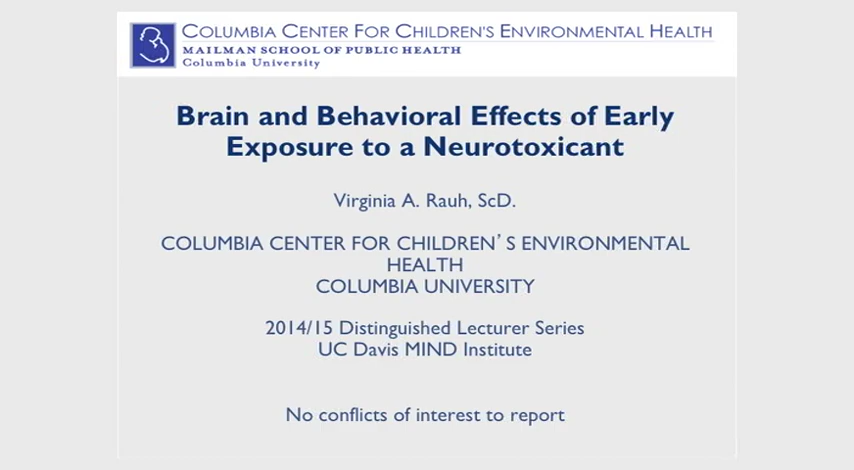 COLUMBIA CENTER FOR CHILDREN'S ENVIRONMENTAL HEALTH
MAILMAN SCHOOL OF PUBLIC HEALTH
Columbia University
Brain and Behavioral Effects of Early
Exposure to a Neurotoxicant
Virginia A. Rauh, ScD.
COLUMBIA CENTER FOR CHILDREN’S ENVIRONMENTAL
HEALTH
COLUMBIA UNIVERSITY
2014/15 Distinguished Lecturer Series
UC Davis MIND Institute
No conflicts of interest to report